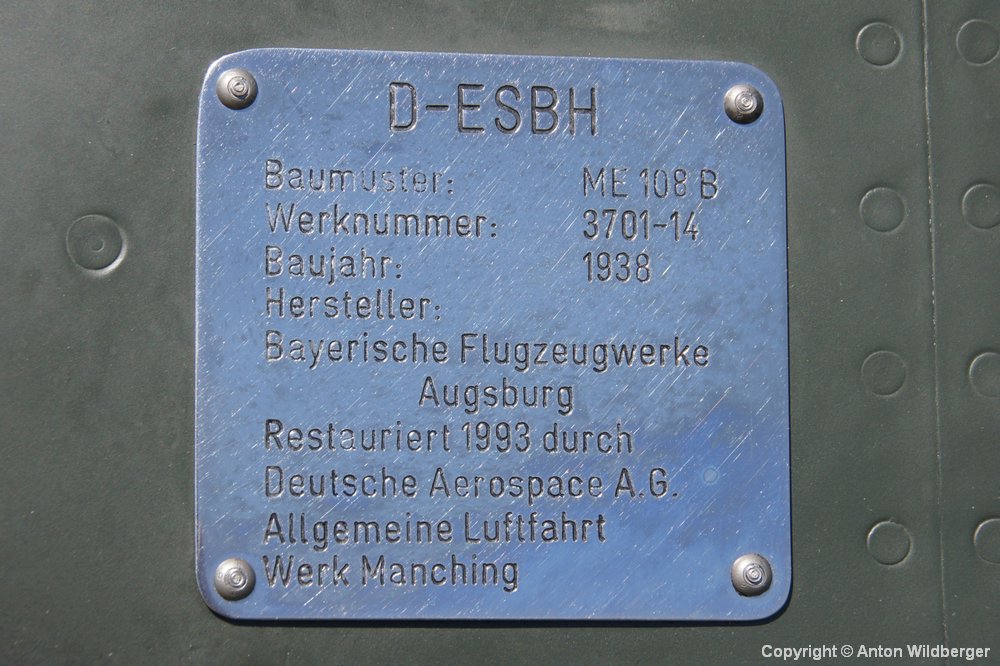 D-ESBH
Baumuster: ME 108 B
Werknummer: 3701-14
Baujahr: 1938
Hersteller:
Bayerische Flugzeugwerke
Augsburg
Restauriert 1993 durch
Deutsche Aerospace A.G.
Allgemeine Luftfahrt
Werk Manching
Copyright © Anton Wildberger